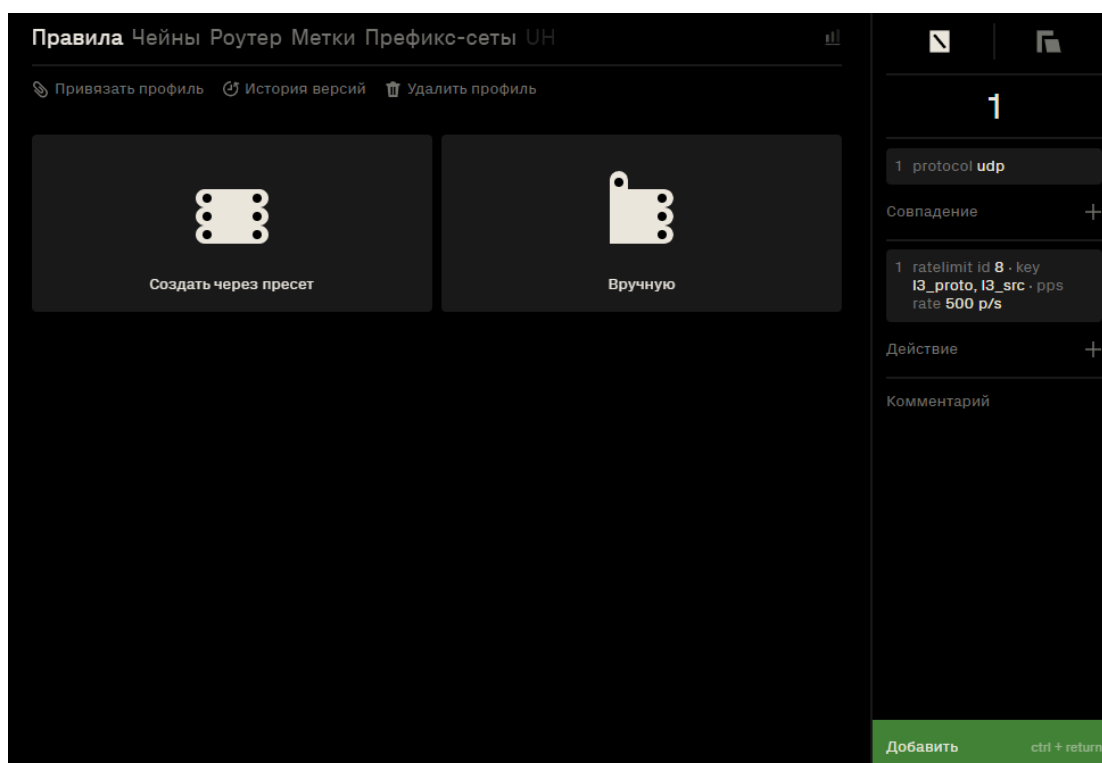 Правила Чейны Роутер Метки Префикс-сеты UH
Привязать профиль История версий Удалить профиль
Создать через пресет
Вручную
1
1 protocol udp
Совпадение
1 ratelimit id 8 · key
l3_proto, l3_src · pps
rate 500 p/s
Действие
Комментарий
Добавить ctrl + return